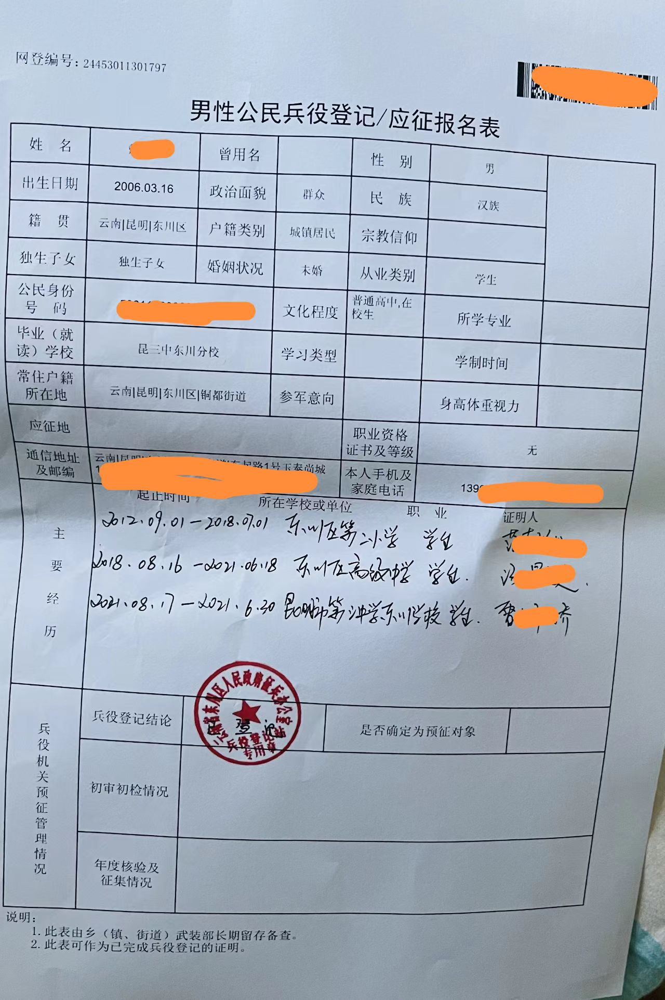 网登编号: 24453011301797
男性公民兵役登记/应征报名表
姓 名 曾用名 性 别 男
出生日期 2006.03.16 政治面貌 群众 民 族 汉族
籍 贯 云南|昆明|东川区 户籍类别 城镇居民 宗教信仰
独生子女 独生子女 婚姻状况 未婚 从业类别 学生
公民身份
号 码
文化程度 普通高中,在
校生
所学专业
毕业（就
读）学校
昆三中东川分校 学习类型 学制时间
常住户籍
所在地
云南|昆明|东川区|铜都街道 参军意向 身高体重视力
应征地 职业资格
证书及等级
无
通信地址
及邮编
云南|昆明 路1号玉泰尚城
1
本人手机及
家庭电话
139
主要经历
起止时间 所在学校或单位 职 业 证明人
2012.09.01-2018.07.01 东川区第二小学 学生
2018.08.16-2021.06.18 东川区高级中学 学生.
2021.08.17-2021.6.30 昆明市第三中学东川学校 学生.
兵役机关预征管理情况
兵役登记结论 已登记 是否确定为预征对象
云南省东川区人民政府征兵办公室
兵役登记站
专用章
初审初检情况
年度核验及
征集情况
说明:
1. 此表由乡（镇、街道）武装部长期留存备查。
2. 此表可作为已完成兵役登记的证明。